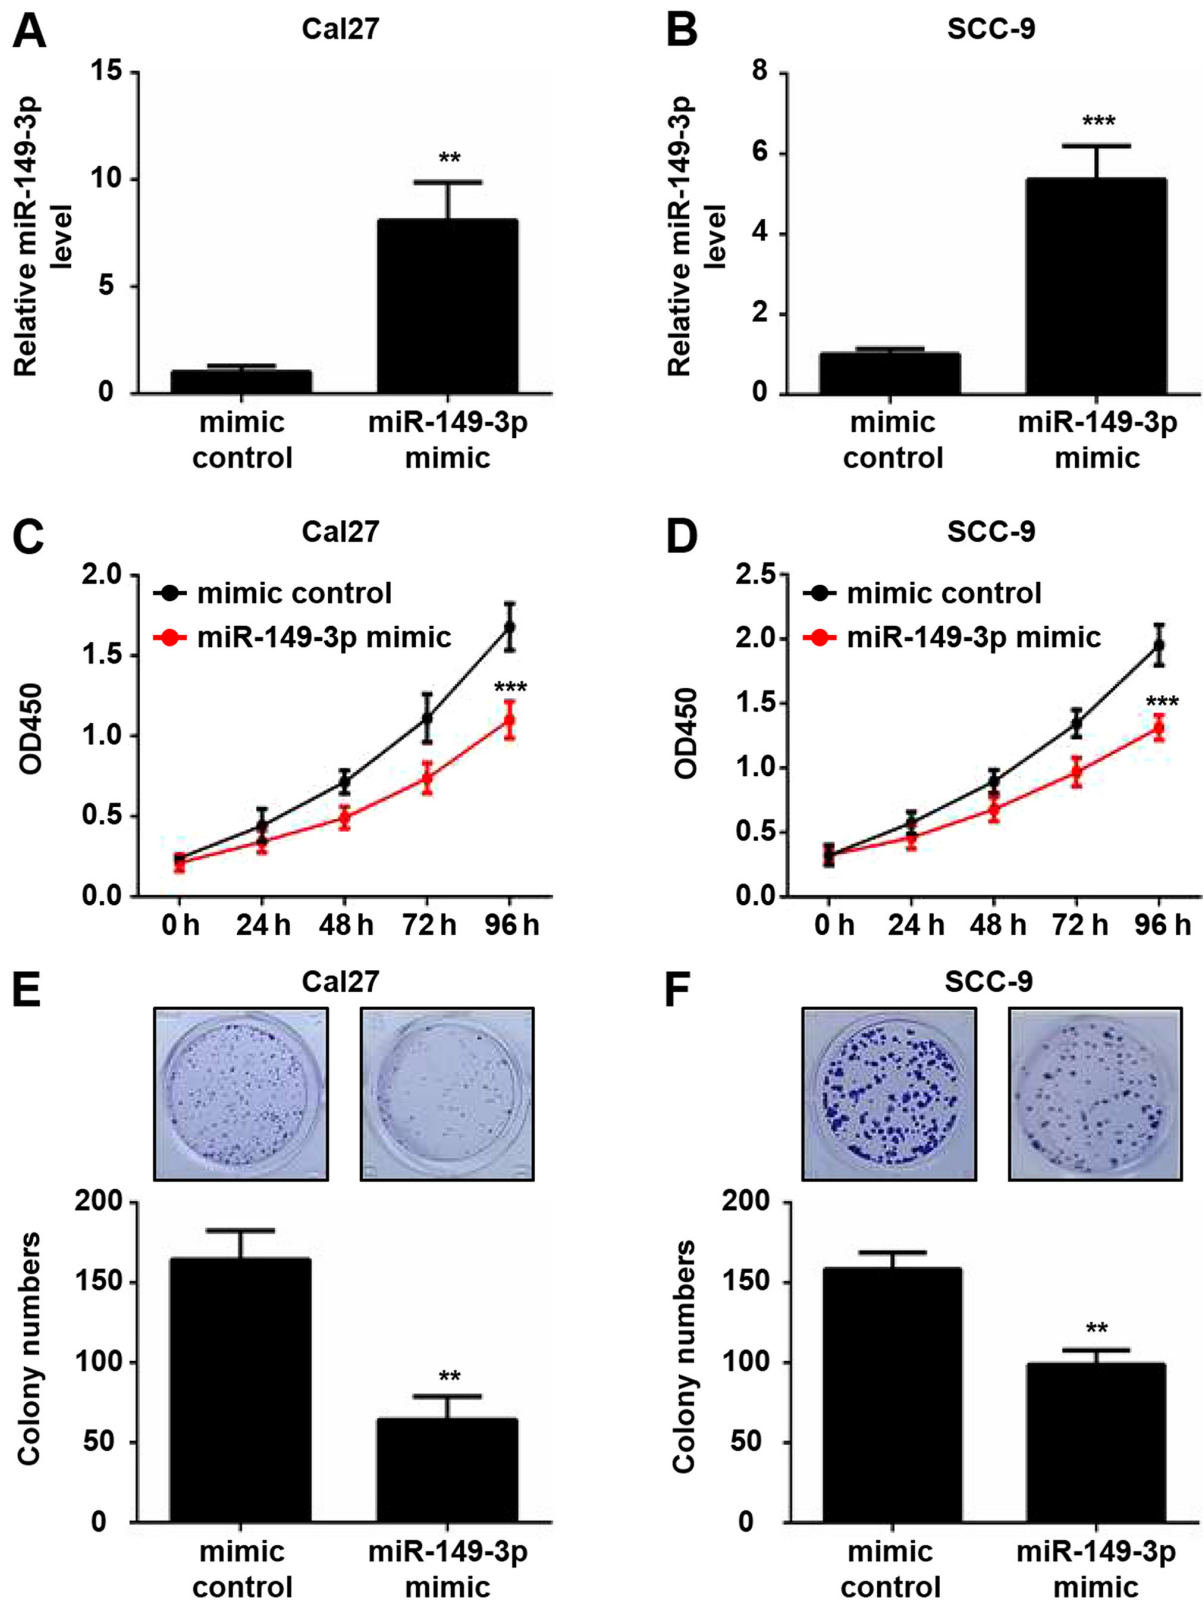 A
Cal27
Relative miR-149-3p
level
15
10
5
0
**
mimic
control
miR-149-3p
mimic
B
SCC-9
Relative miR-149-3p
level
8
6
4
2
0
***
mimic
control
miR-149-3p
mimic
C
Cal27
OD450
2.0
1.5
1.0
0.5
0.0
mimic control
miR-149-3p mimic
***
0 h 24 h 48 h 72 h 96 h
D
SCC-9
OD450
2.5
2.0
1.5
1.0
0.5
0.0
mimic control
miR-149-3p mimic
***
0 h 24 h 48 h 72 h 96 h
E
Cal27
Colony numbers
200
150
100
50
0
**
mimic
control
miR-149-3p
mimic
F
SCC-9
Colony numbers
200
150
100
50
0
**
mimic
control
miR-149-3p
mimic